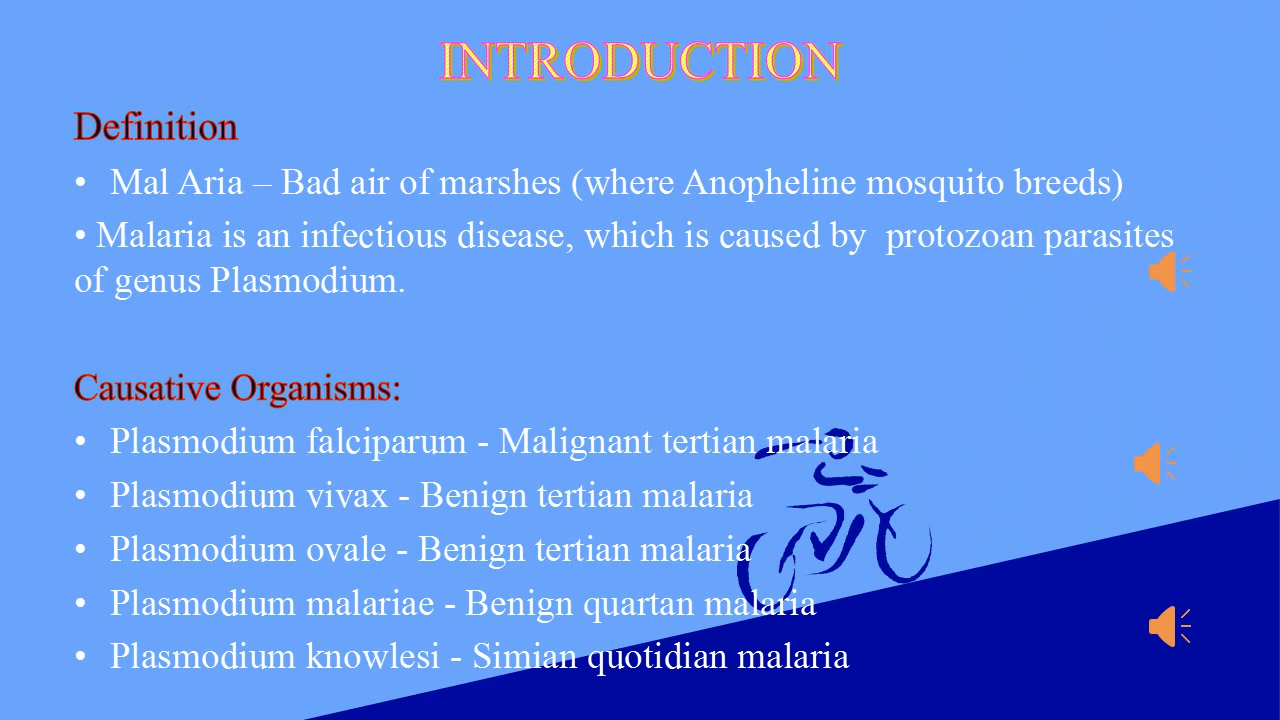 INTRODUCTION
Definition
• Mal Aria – Bad air of marshes (where Anopheline mosquito breeds)
• Malaria is an infectious disease, which is caused by  protozoan parasites
of genus Plasmodium.
Causative Organisms:
• Plasmodium falciparum - Malignant tertian malaria
• Plasmodium vivax - Benign tertian malaria
• Plasmodium ovale - Benign tertian malaria
• Plasmodium malariae - Benign quartan malaria
• Plasmodium knowlesi - Simian quotidian malaria